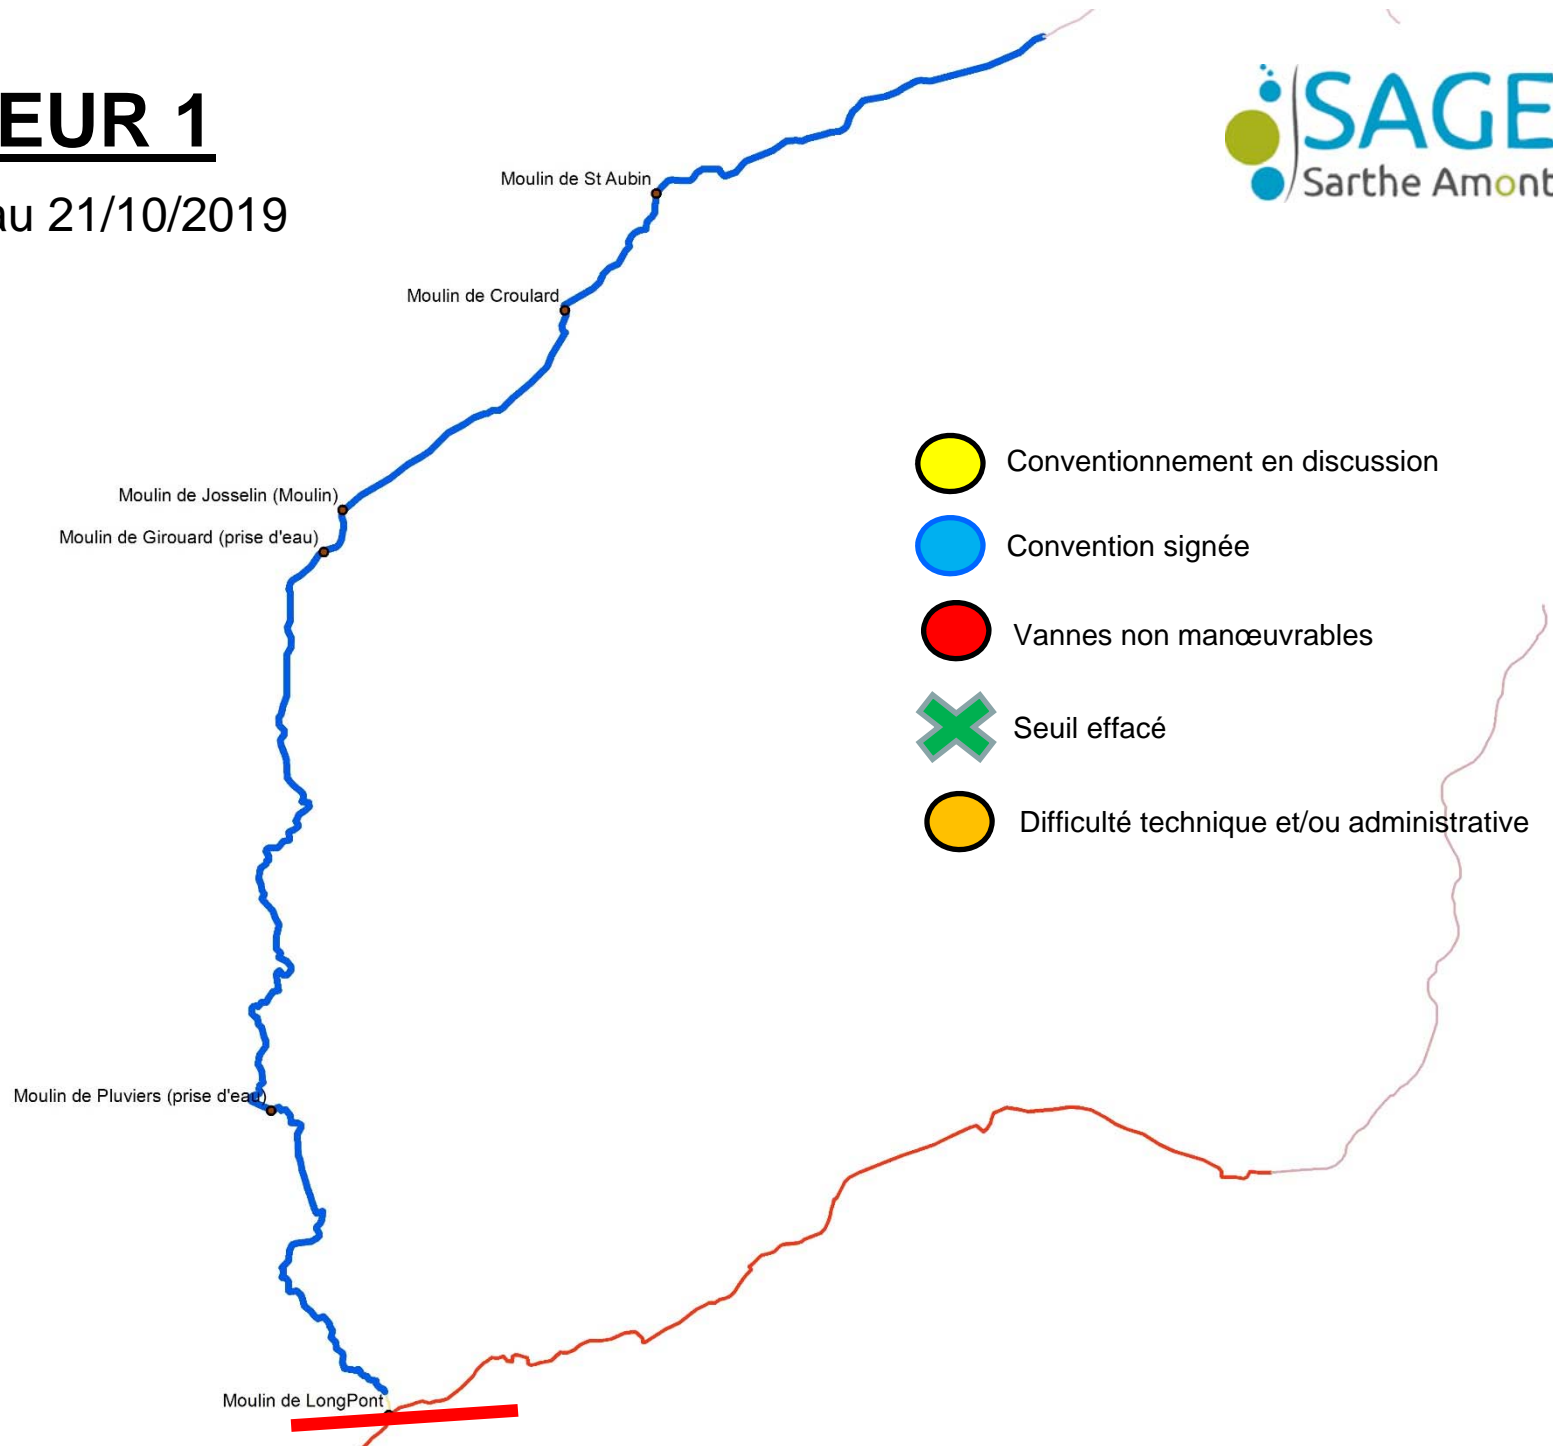 EUR 1
au 21/10/2019
SAGE
Sarthe Amont
Moulin de St Aubin
Moulin de Croulard
Moulin de Josselin (Moulin)
Moulin de Girouard (prise d'eau)
Conventionnement en discussion
Convention signée
Vannes non manœuvrables
Seuil effacé
Difficulté technique et/ou administrative
Moulin de Pluviers (prise d'eau)
Moulin de LongPont